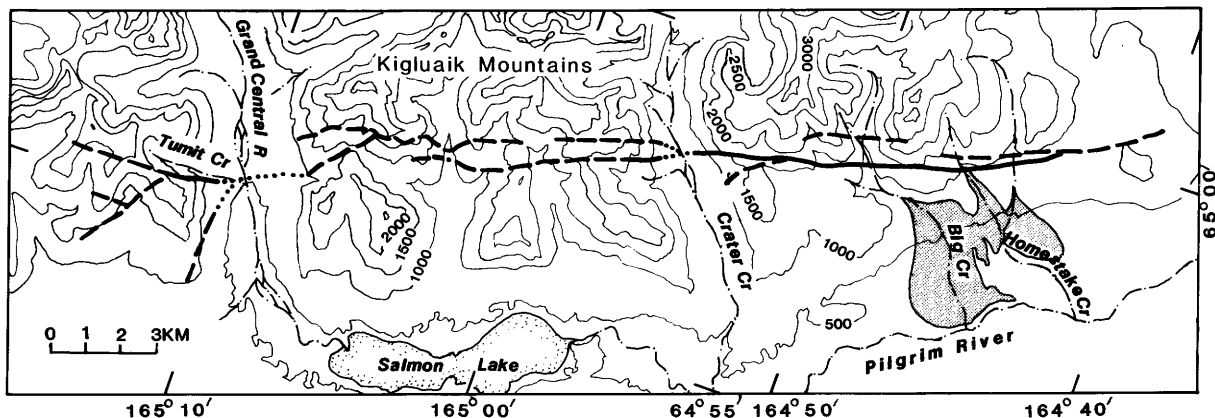 Grand Central R
Kigluaik Mountains
2500
3000
2000
Tumit Cr
1500
2000
1500
1000
Crater Cr
1000
Big Cr
Homestake Cr
65°00'
500
0 1 2 3KM
Salmon Lake
Pilgrim River
165°10'
165°00'
64°55'
164°50'
164°40'